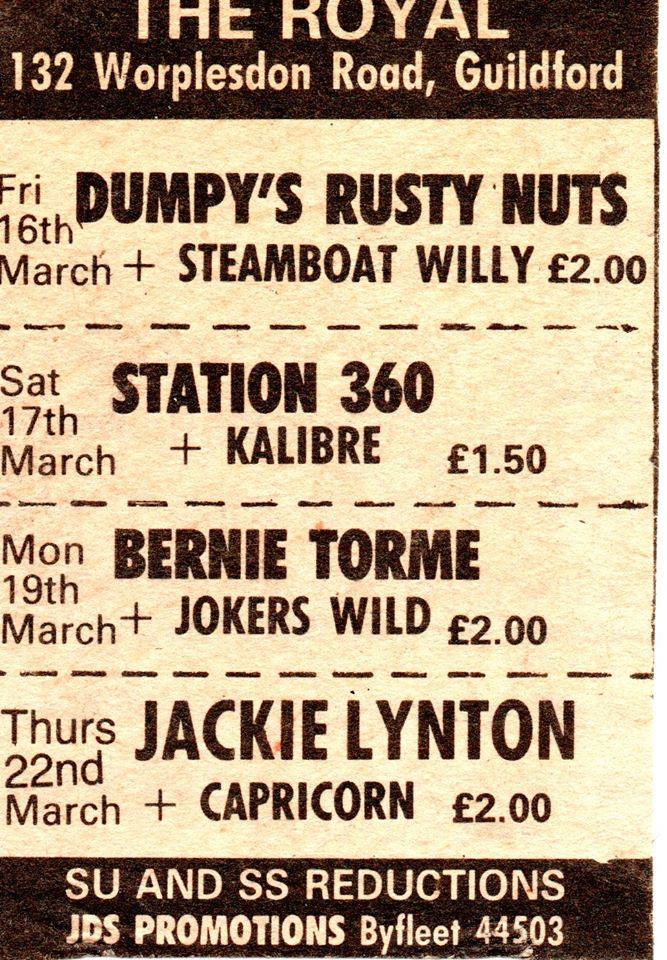 THE ROYAL
132 Worplesdon Road, Guildford
Fri 16th March
DUMPY'S RUSTY NUTS
+ STEAMBOAT WILLY £2.00
Sat 17th March
STATION 360
+ KALIBRE £1.50
Mon 19th March
BERNIE TORME
+ JOKERS WILD £2.00
Thurs 22nd March
JACKIE LYNTON
+ CAPRICORN £2.00
SU AND SS REDUCTIONS
JDS PROMOTIONS Byfleet 44503